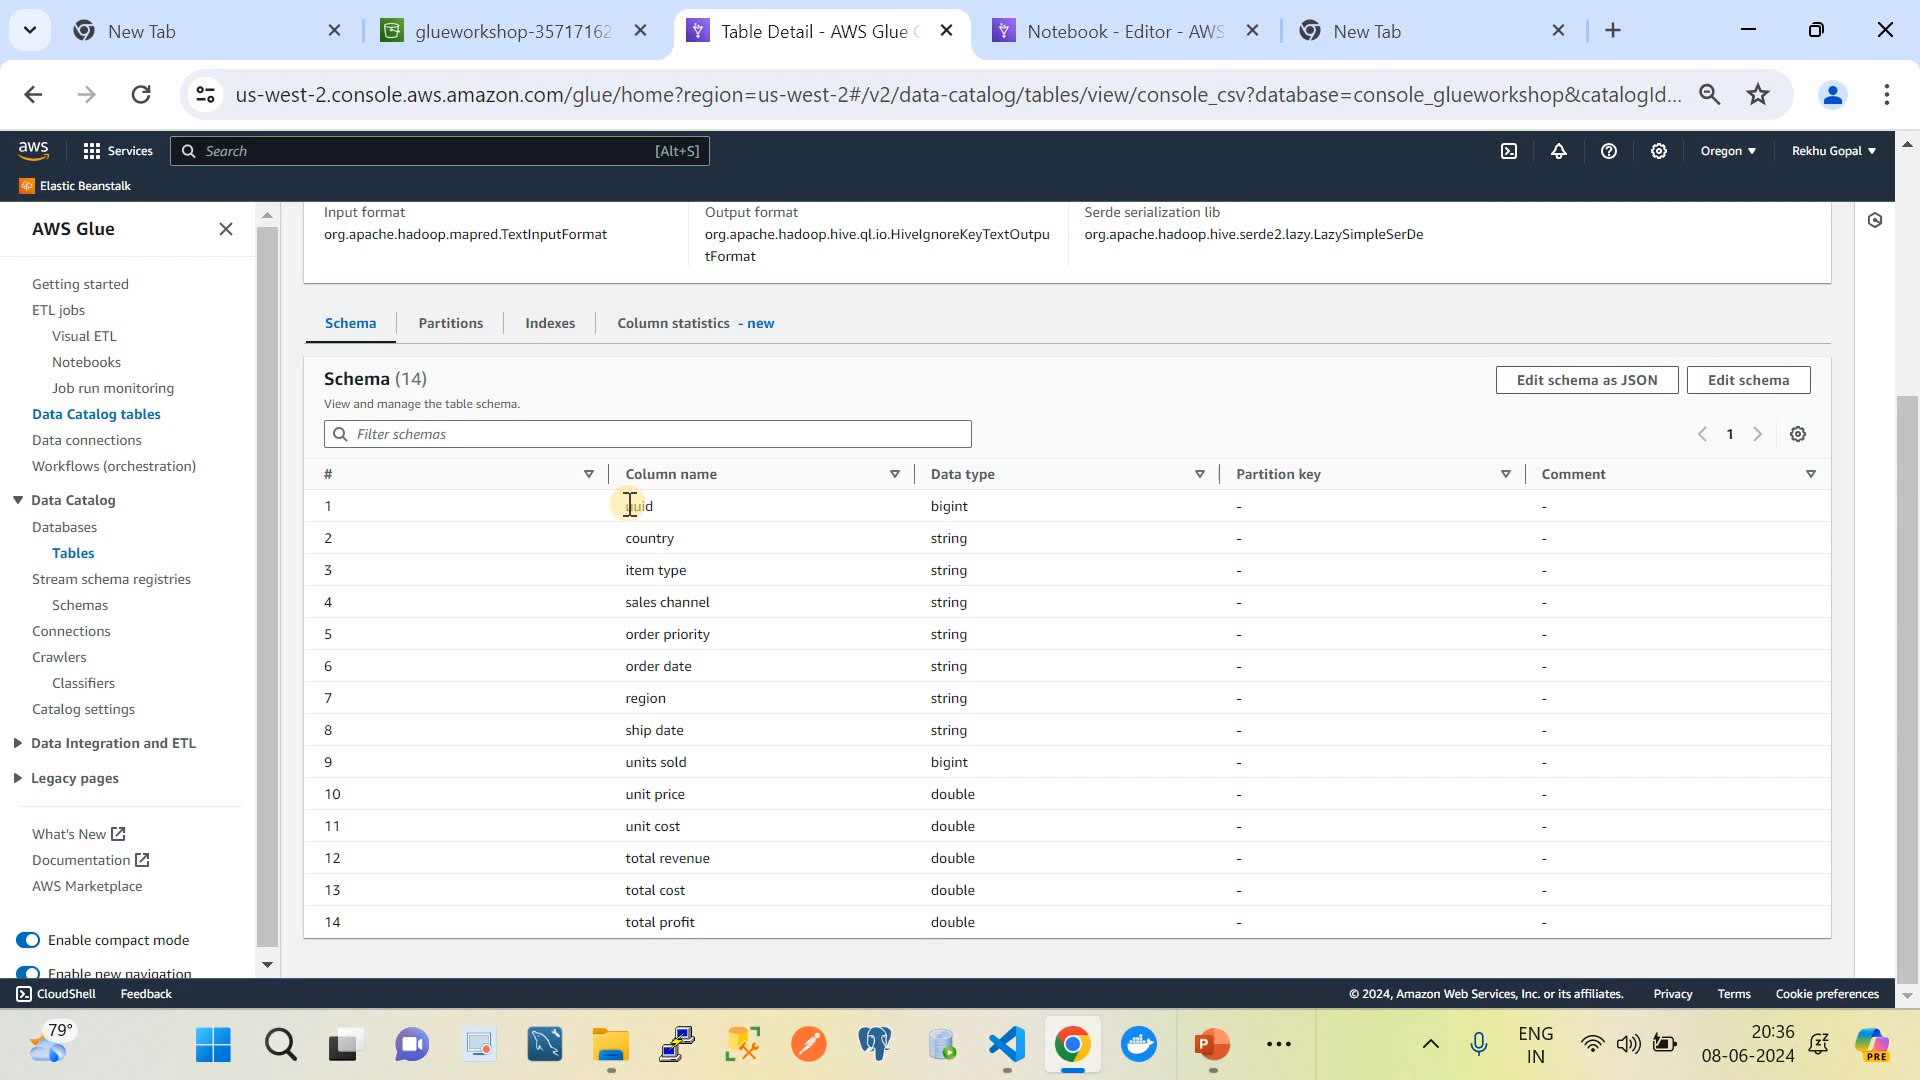 New Tab
glueworkshop-35717162
Table Detail - AWS Glue
Notebook - Editor - AWS
New Tab
us-west-2.console.aws.amazon.com/glue/home?region=us-west-2#/v2/data-catalog/tables/view/console_csv?database=console_glueworkshop&catalogId...
aws
Services
Search
[Alt+S]
Oregon
Rekhu Gopal
Elastic Beanstalk
AWS Glue
Getting started
ETL jobs
Visual ETL
Notebooks
Job run monitoring
Data Catalog tables
Data connections
Workflows (orchestration)
Data Catalog
Databases
Tables
Stream schema registries
Schemas
Connections
Crawlers
Classifiers
Catalog settings
Data Integration and ETL
Legacy pages
What's New
Documentation
AWS Marketplace
Enable compact mode
Enable new navigation
Input format
org.apache.hadoop.mapred.TextInputFormat
Output format
org.apache.hadoop.hive.ql.io.HiveIgnoreKeyTextOutpu
tFormat
Serde serialization lib
org.apache.hadoop.hive.serde2.lazy.LazySimpleSerDe
Schema
Partitions
Indexes
Column statistics - new
Schema (14)
View and manage the table schema.
Edit schema as JSON
Edit schema
Filter schemas
1
# Column name Data type Partition key Comment
1 uuid bigint - -
2 country string - -
3 item type string - -
4 sales channel string - -
5 order priority string - -
6 order date string - -
7 region string - -
8 ship date string - -
9 units sold bigint - -
10 unit price double - -
11 unit cost double - -
12 total revenue double - -
13 total cost double - -
14 total profit double - -
CloudShell
Feedback
© 2024, Amazon Web Services, Inc. or its affiliates.
Privacy
Terms
Cookie preferences
79°
ENG
IN
20:36
08-06-2024
PRE